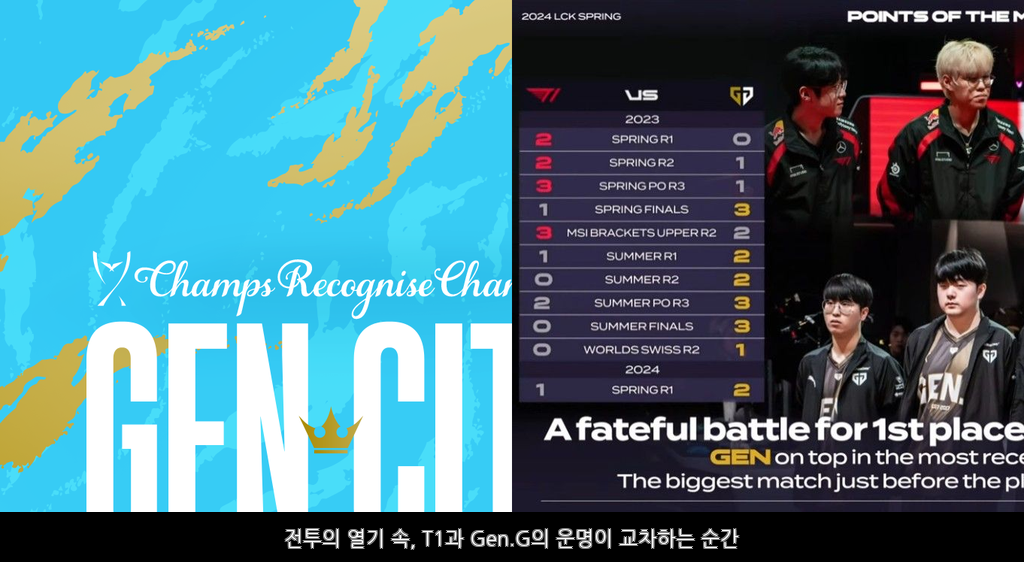 Champs Recognise Cham
GEN CIT
2024 LCK SPRING
POINTS OF THE M
VS
2023
2 SPRING R1 0
2 SPRING R2 1
3 SPRING PO R3 1
1 SPRING FINALS 3
3 MSI BRACKETS UPPER R2 2
1 SUMMER R1 2
0 SUMMER R2 2
2 SUMMER PO R3 3
0 SUMMER FINALS 3
0 WORLDS SWISS R2 1
2024
1 SPRING R1 2
GEN.
A fateful battle for 1st place
GEN on top in the most rece
The biggest match just before the pl
전투의 열기 속, T1과 Gen.G의 운명이 교차하는 순간